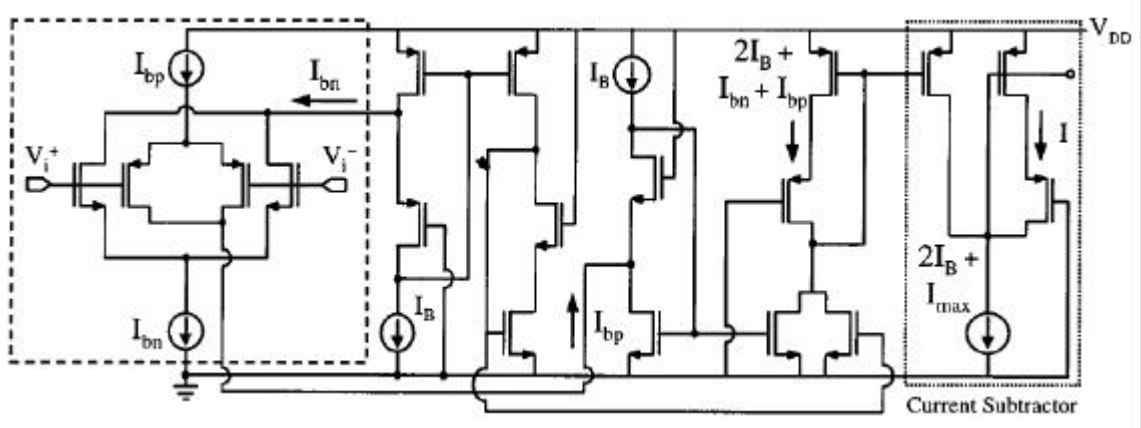 V_DD
I_bp
I_bn
I_B
2I_B +
I_bn + I_bp
I
V_i^+
V_i^-
2I_B +
I_max
I_bn
I_B
I_bp
Current Subtractor